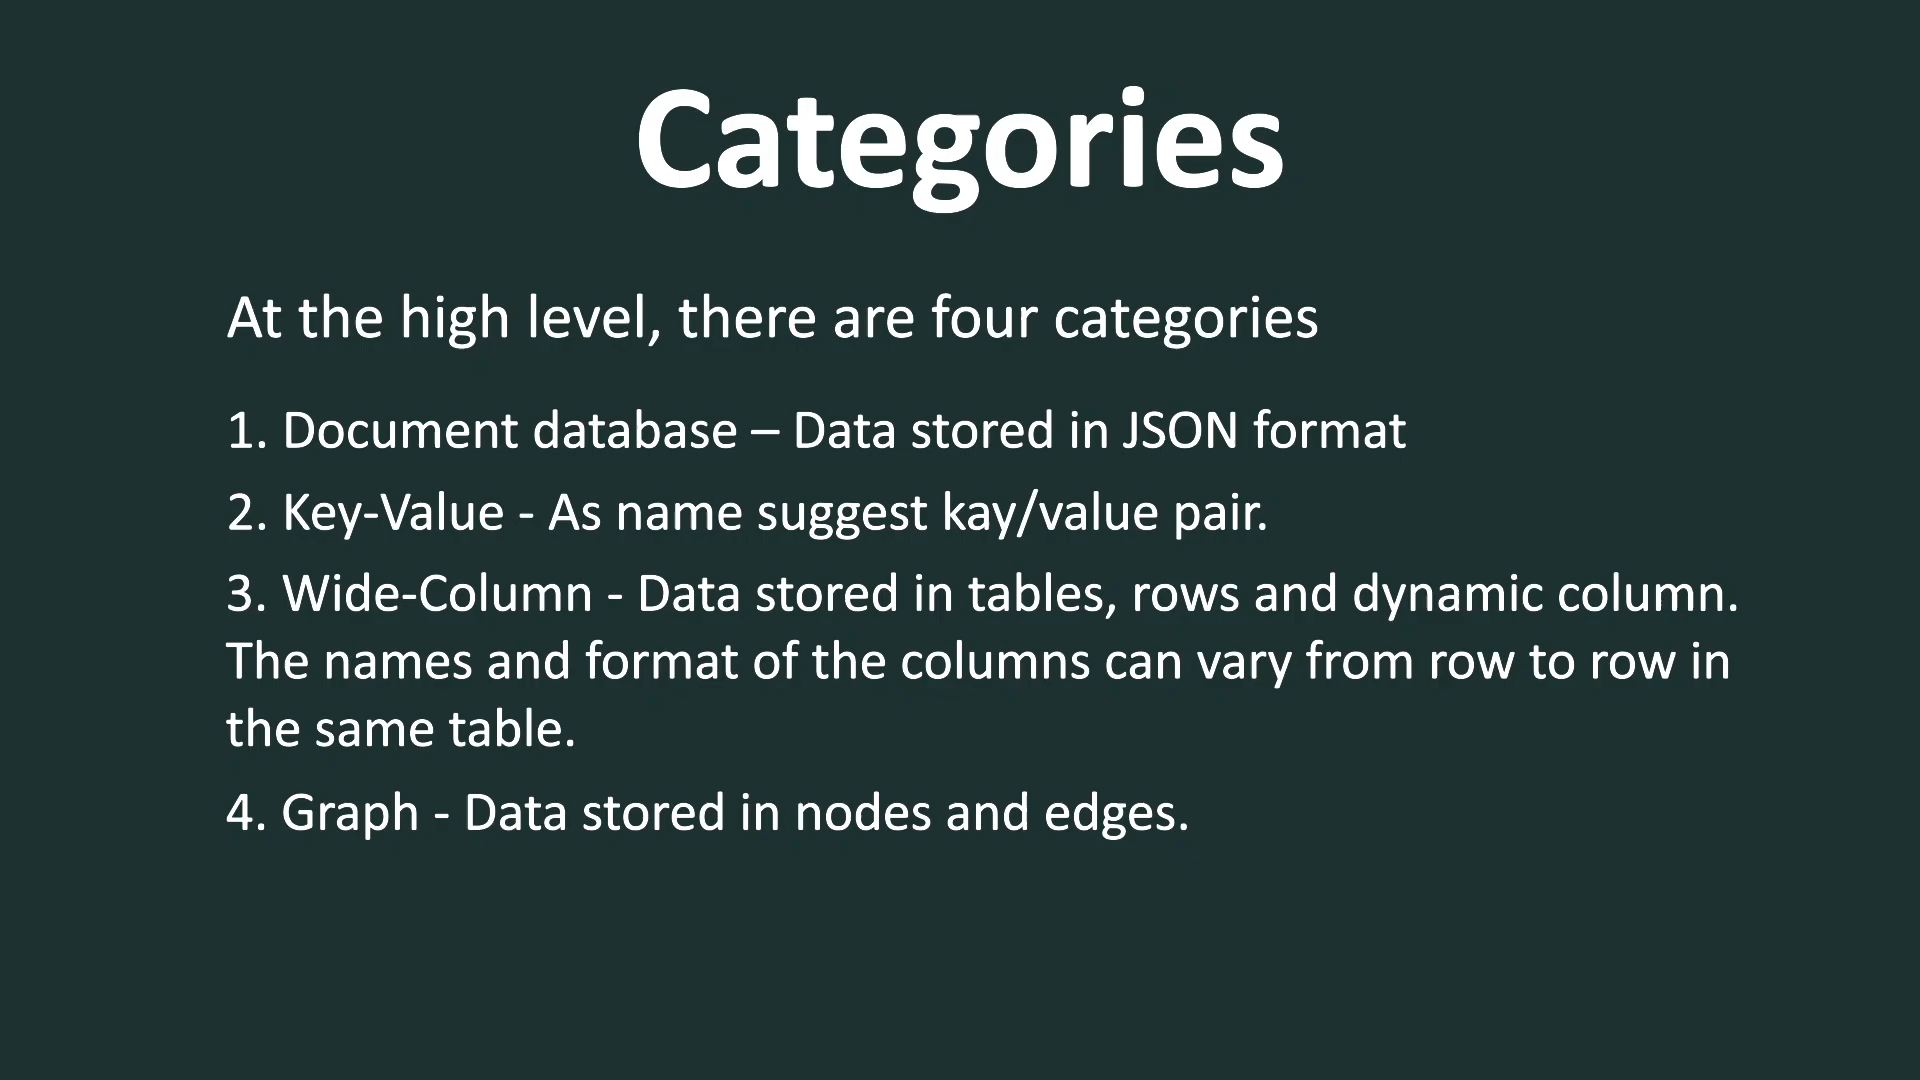 Categories
At the high level, there are four categories
1. Document database – Data stored in JSON format
2. Key-Value - As name suggest kay/value pair.
3. Wide-Column - Data stored in tables, rows and dynamic column.
The names and format of the columns can vary from row to row in
the same table.
4. Graph - Data stored in nodes and edges.